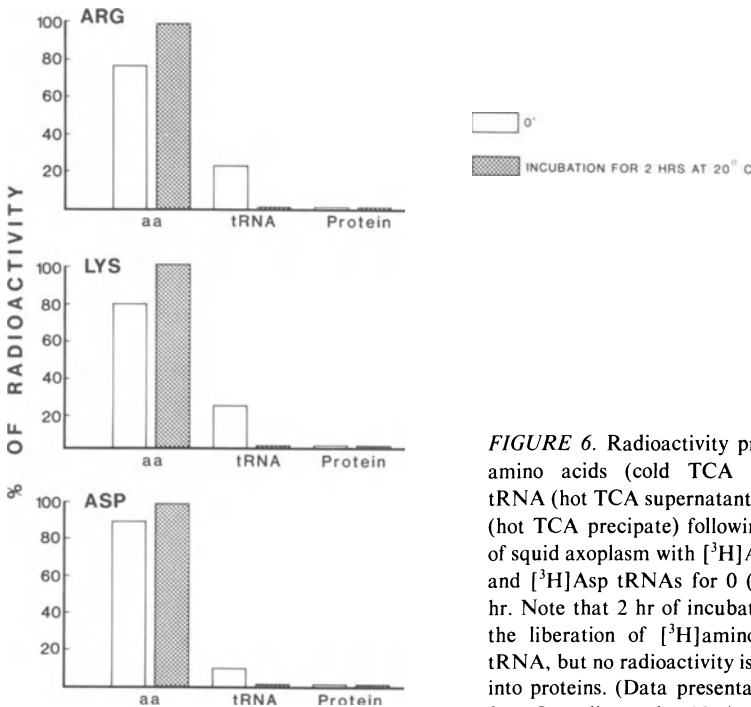 % OF RADIOACTIVITY
ARG
100
80
60
40
20
aa tRNA Protein
LYS
100
80
60
40
20
aa tRNA Protein
ASP
100
80
60
40
20
aa tRNA Protein
0'
INCUBATION FOR 2 HRS AT 20° C
FIGURE 6. Radioactivity pr
amino acids (cold TCA
tRNA (hot TCA supernatant
(hot TCA precipate) followin
of squid axoplasm with [³H]A
and [³H]Asp tRNAs for 0 (
hr. Note that 2 hr of incubat
the liberation of [³H]amino
tRNA, but no radioactivity is
into proteins. (Data presenta